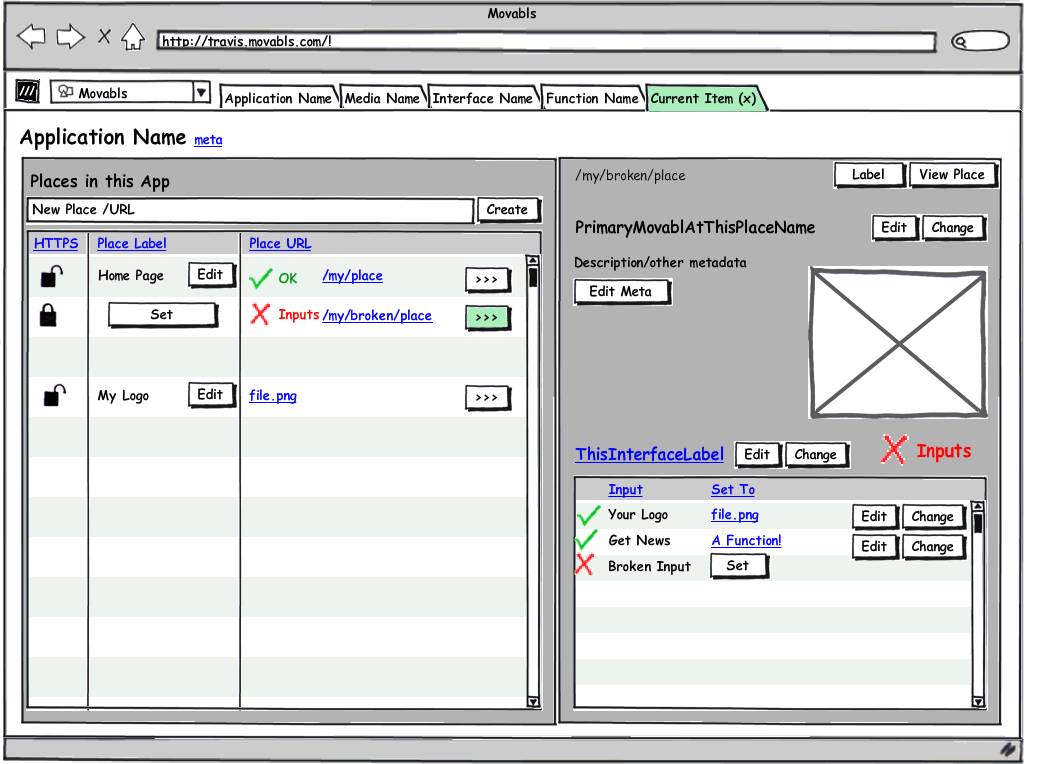 Movabls
http://travis.movabls.com/!
Movabls
Application Name
Media Name
Interface Name
Function Name
Current Item (x)
Application Name meta
Places in this App
New Place /URL
Create
HTTPS Place Label Place URL
Home Page Edit OK /my/place >>>
Set Inputs /my/broken/place >>>
My Logo Edit file.png >>>
/my/broken/place Label View Place
PrimaryMovablAtThisPlaceName Edit Change
Description/other metadata
Edit Meta
ThisInterfaceLabel Edit Change Inputs
Input Set To
Your Logo file.png Edit Change
Get News A Function! Edit Change
Broken Input Set